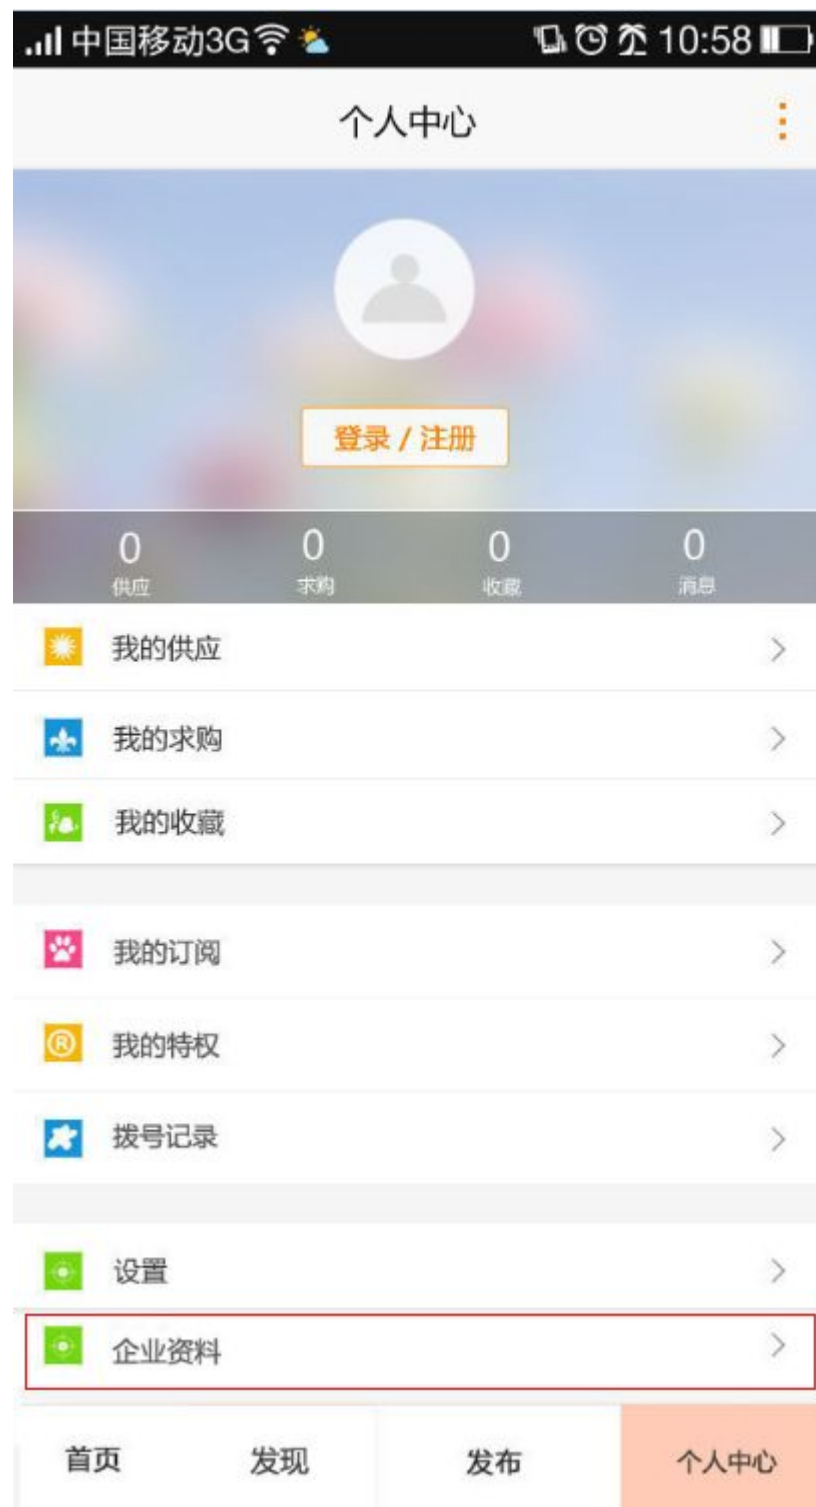 中国移动3G 10:58
个人中心
登录 / 注册
0 0 0 0
供应 求购 收藏 消息
我的供应
我的求购
我的收藏
我的订阅
® 我的特权
拨号记录
设置
企业资料
首页 发现 发布 个人中心